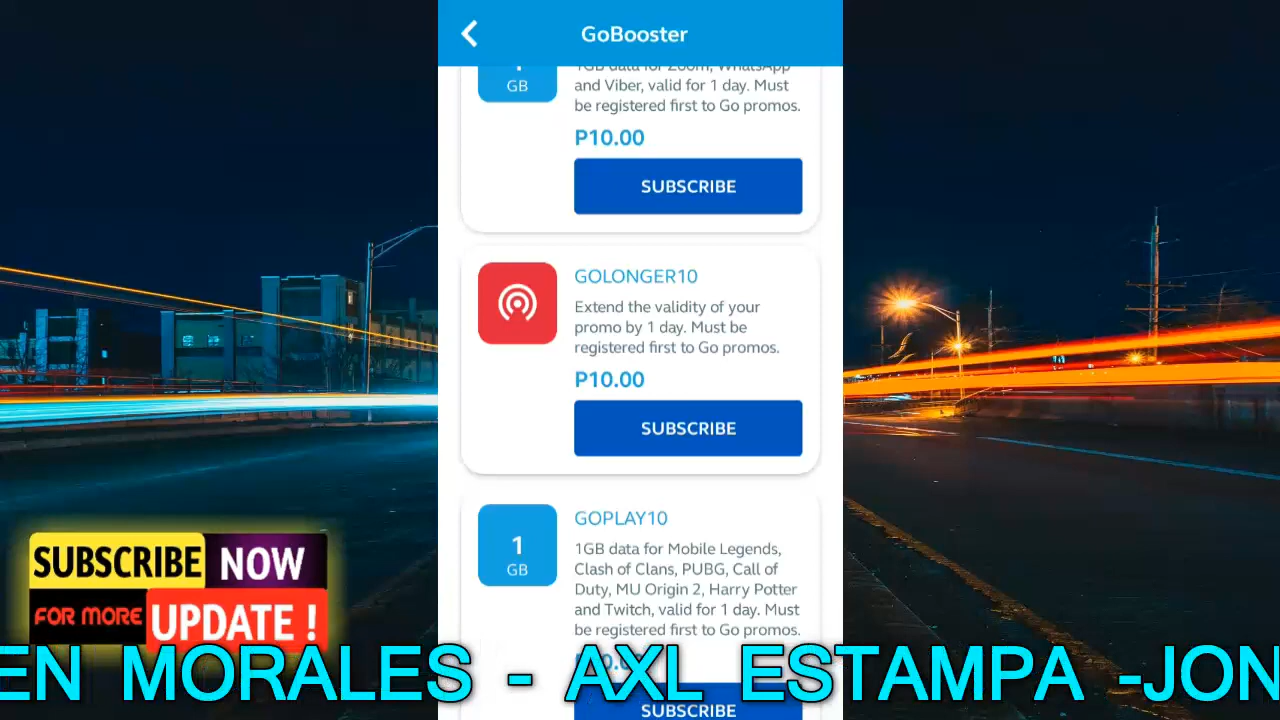 GoBooster
GB
and Viber, valid for 1 day. Must
be registered first to Go promos.
P10.00
SUBSCRIBE
GOLONGER10
Extend the validity of your
promo by 1 day. Must be
registered first to Go promos.
P10.00
SUBSCRIBE
1
GB
GOPLAY10
1GB data for Mobile Legends,
Clash of Clans, PUBG, Call of
Duty, MU Origin 2, Harry Potter
and Twitch, valid for 1 day. Must
be registered first to Go promos.
SUBSCRIBE
SUBSCRIBE NOW
FOR MORE UPDATE !
EN MORALES - AXL ESTAMPA -JON